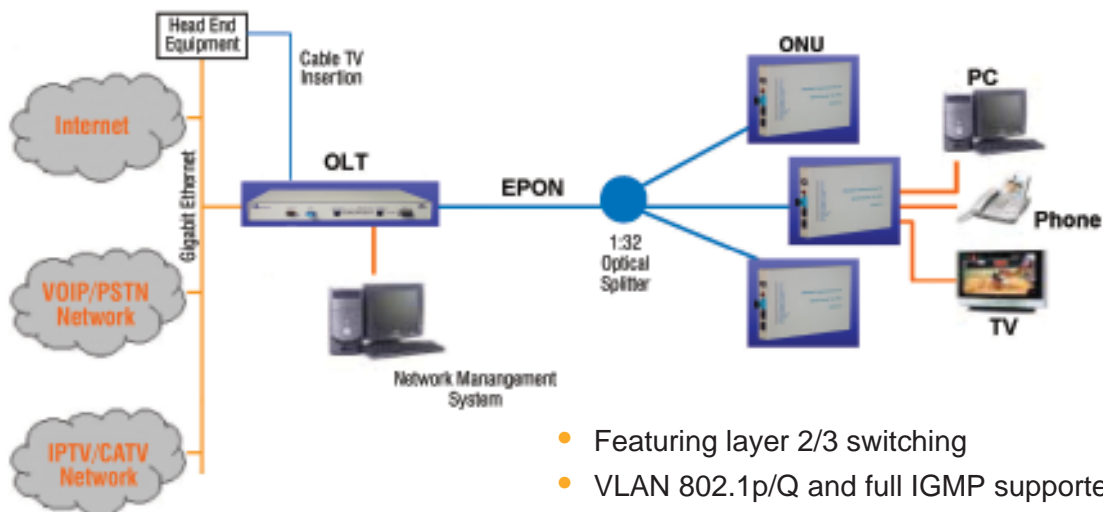 Head End
Equipment
Cable TV
Insertion
ONU
PC
Internet
Gigabit Ethernet
OLT
EPON
Phone
1:32
Optical
Splitter
VOIP/PSTN
Network
TV
Network Manangement
System
IPTV/CATV
Network
• Featuring layer 2/3 switching
• VLAN 802.1p/Q and full IGMP supporte